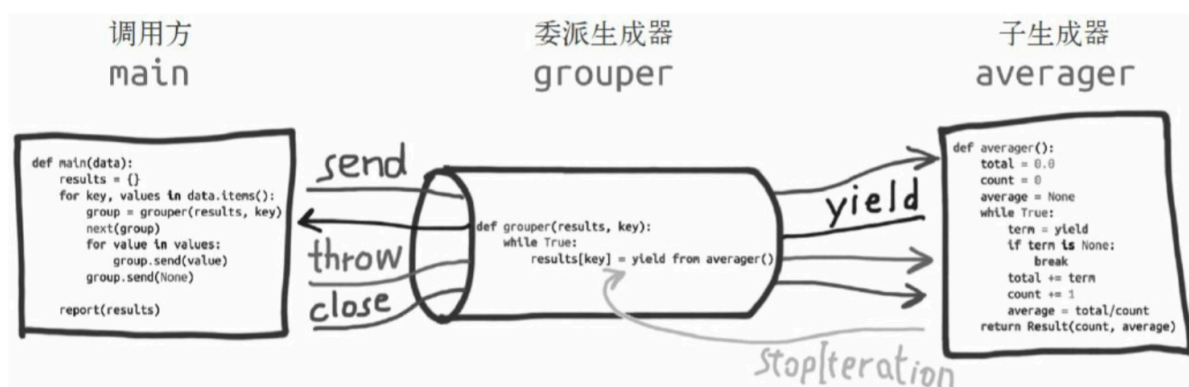 调用方
main
委派生成器
grouper
子生成器
averager
def main(data):
    results = {}
    for key, values in data.items():
        group = grouper(results, key)
        next(group)
        for value in values:
            group.send(value)
        group.send(None)
    report(results)
send
throw
close
def grouper(results, key):
    while True:
        results[key] = yield from averager()
yield
StopIteration
def averager():
    total = 0.0
    count = 0
    average = None
    while True:
        term = yield
        if term is None:
            break
        total += term
        count += 1
        average = total/count
    return Result(count, average)